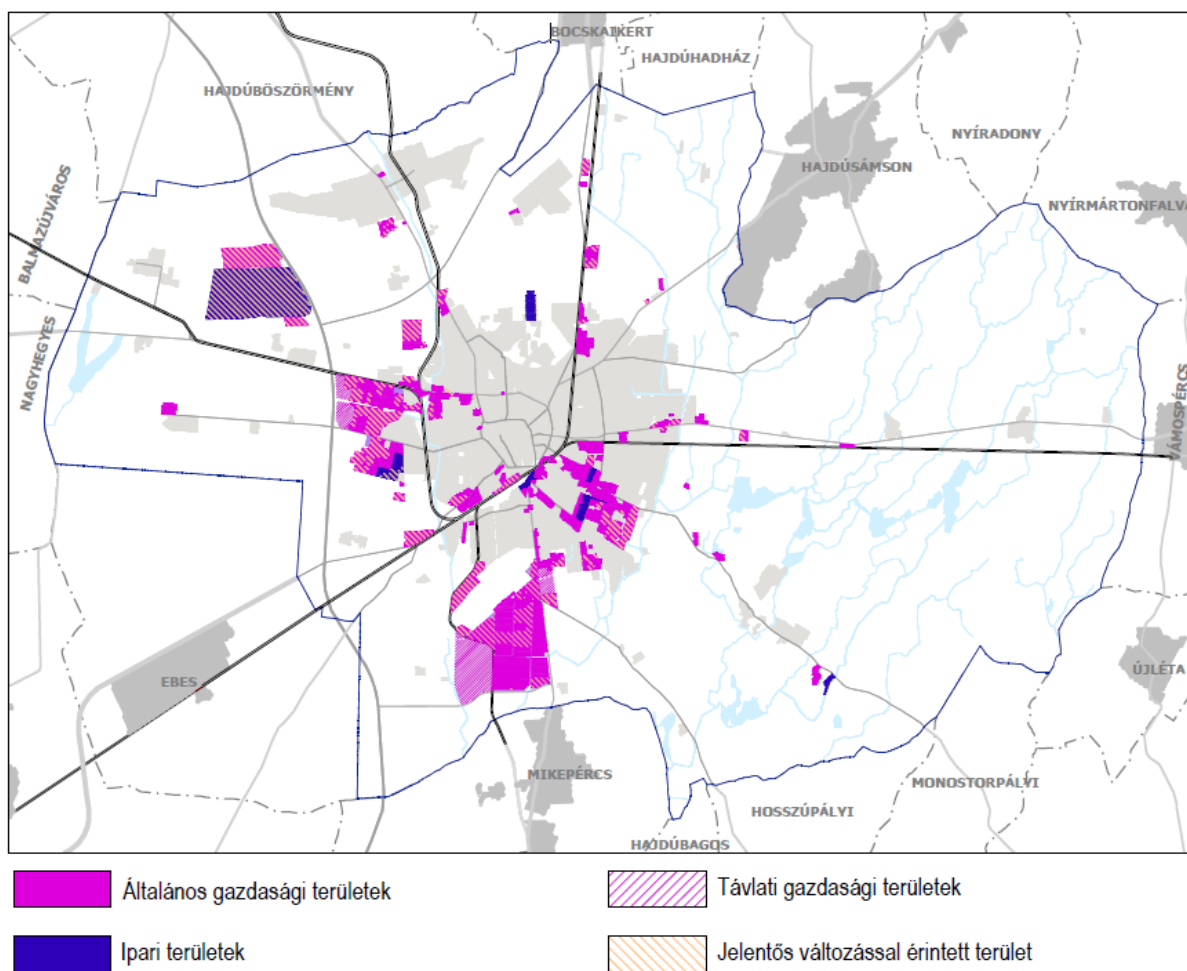 BOCSKAIKERT
HAJDÚHADHÁZ
HAJDÚBÖSZÖRMÉNY
NYÍRADONY
HAJDÚSÁMSON
NYÍRMÁRTONFALVA
BALMAZÚJVÁROS
NAGYHEGYES
VÁMOSPÉRCS
EBES
ÚJLÉTA
MIKEPÉRCS
MONOSTORPÁLYI
HOSSZÚPÁLYI
HAJDÚBAGOS
Általános gazdasági területek
Távlati gazdasági területek
Ipari területek
Jelentős változással érintett terület